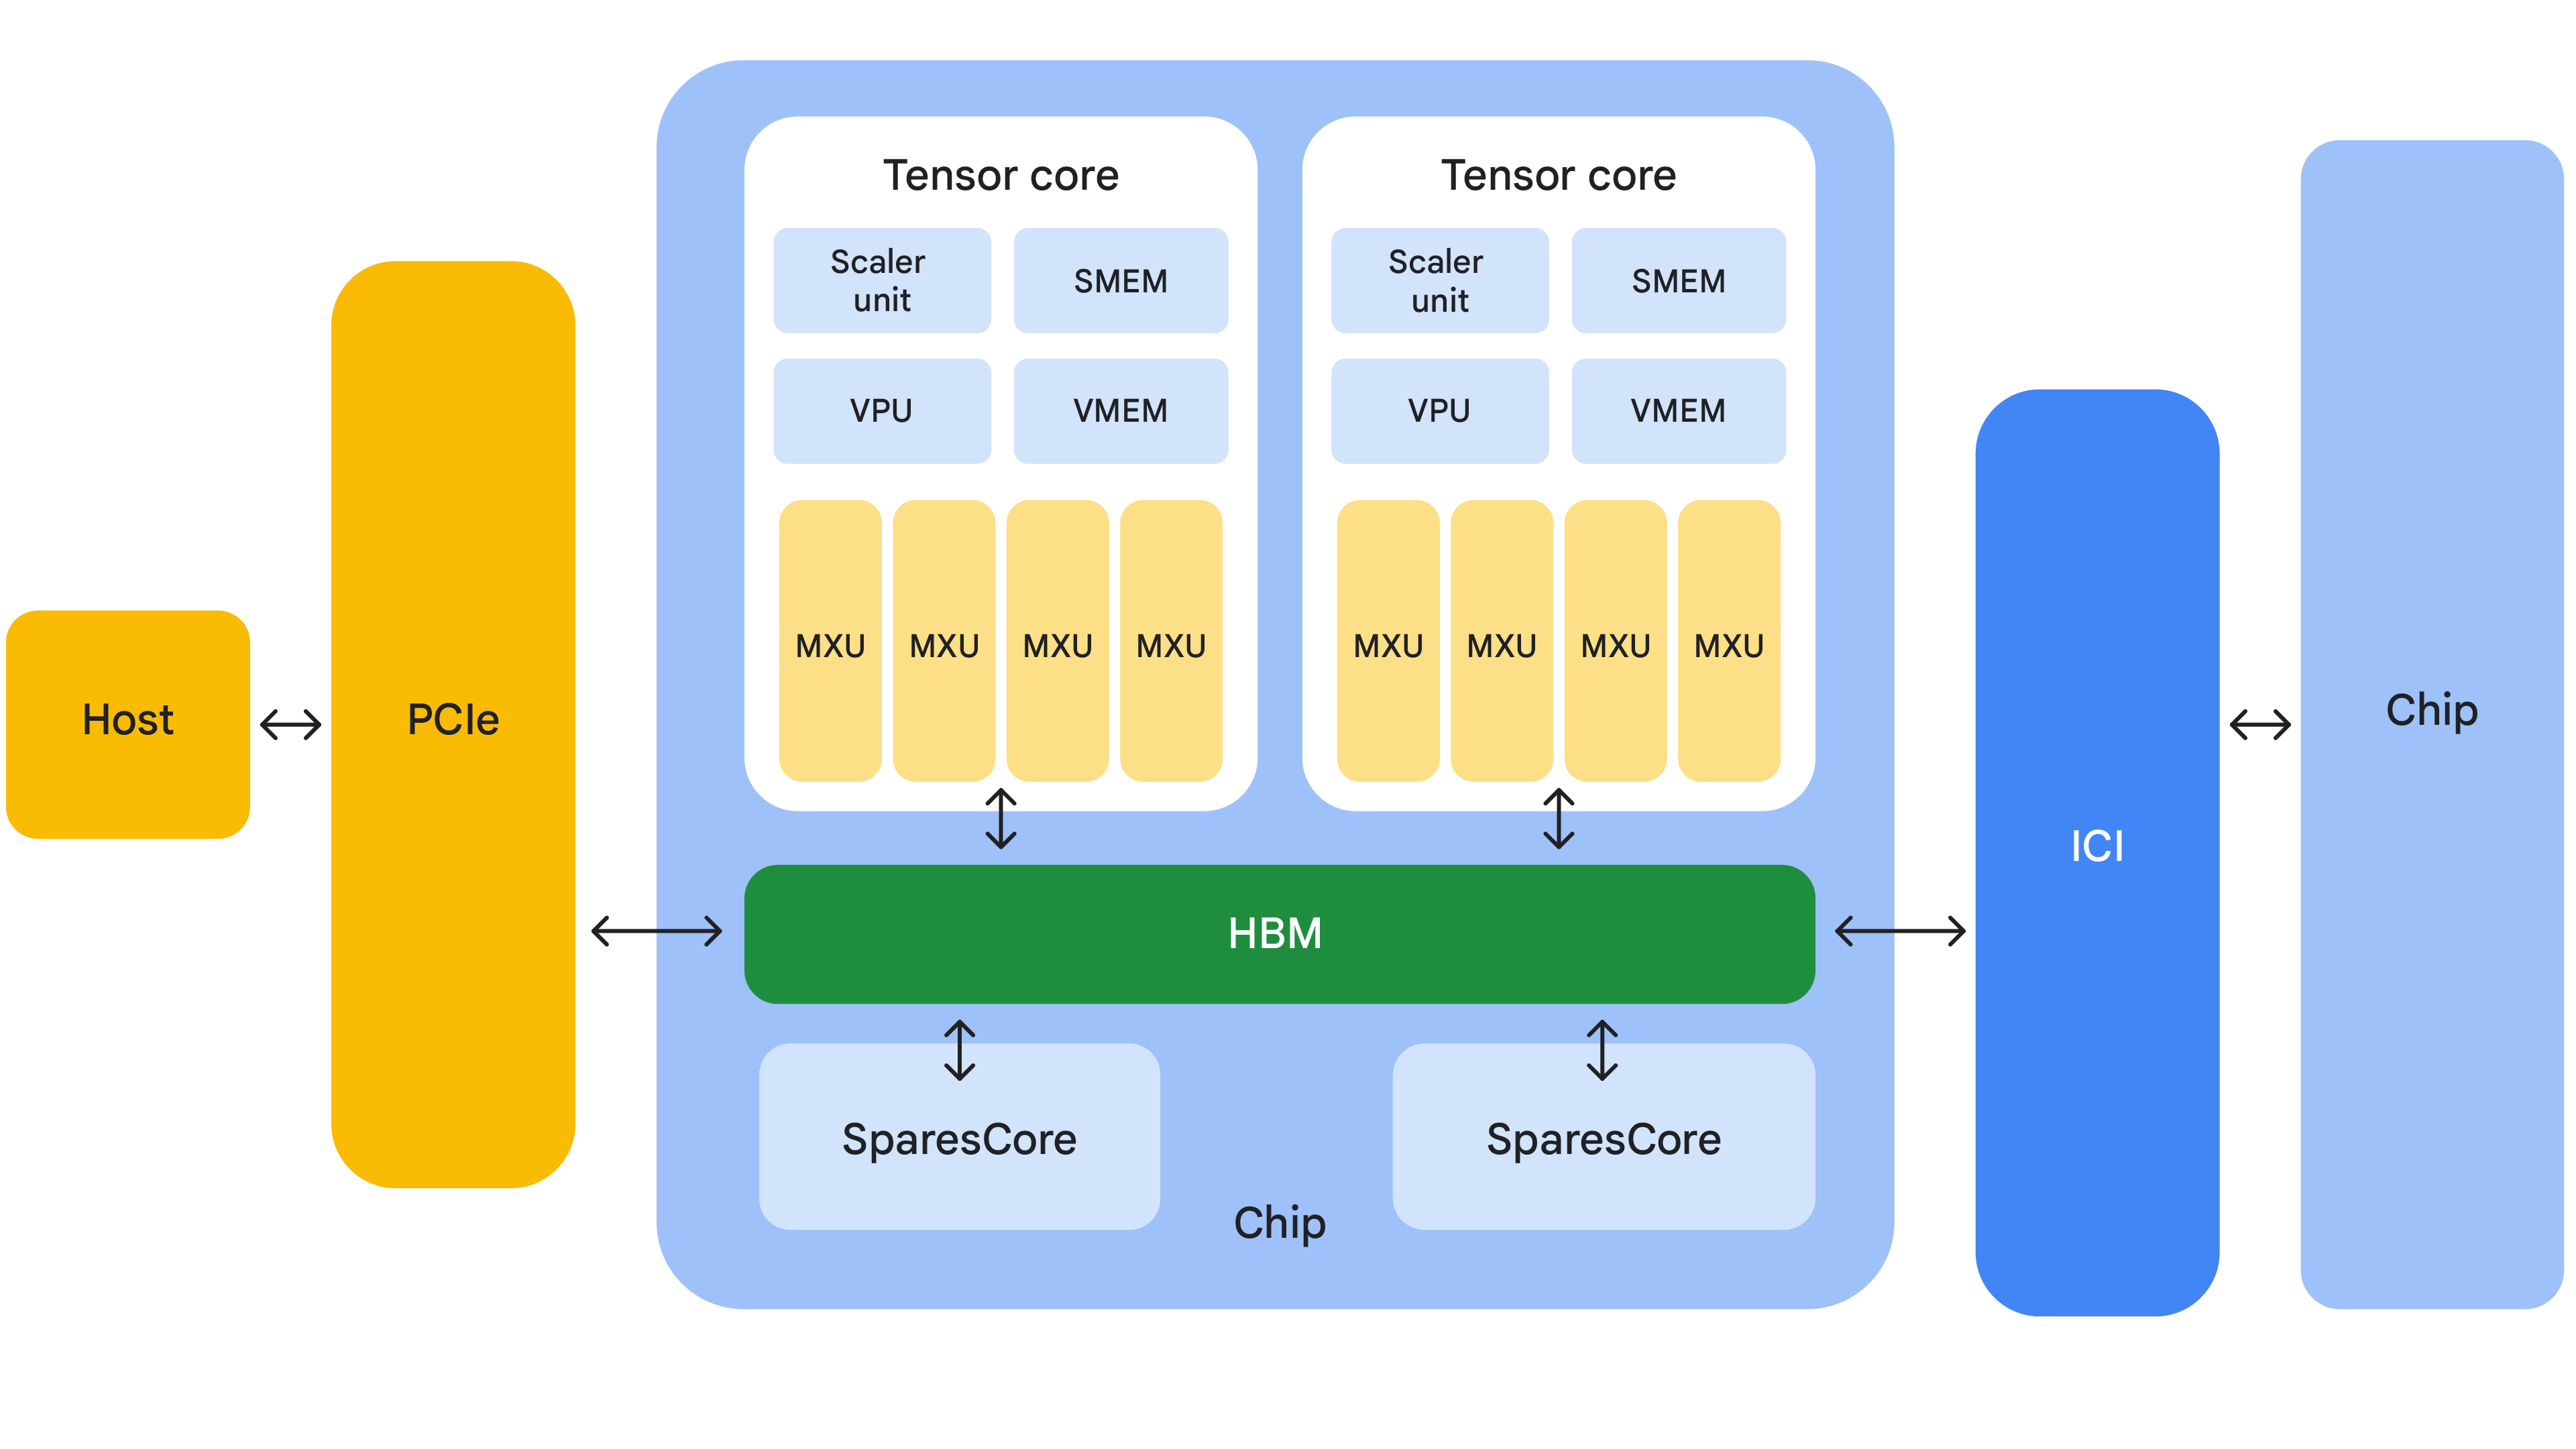 Tensor core
Tensor core
Scaler
unit
SMEM
Scaler
unit
SMEM
VPU
VMEM
VPU
VMEM
MXU
MXU
MXU
MXU
MXU
MXU
MXU
MXU
Host
PCIe
HBM
ICI
Chip
SparesCore
SparesCore
Chip